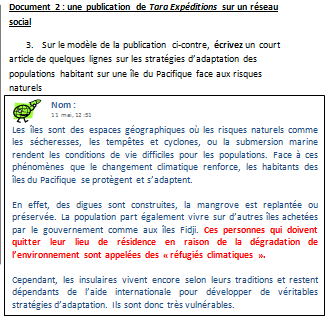 Document 2 : une publication de Tara Expéditions sur un réseau
social
3. Sur le modèle de la publication ci-contre, écrivez un court
article de quelques lignes sur les stratégies d'adaptation des
populations habitant sur une île du Pacifique face aux risques
naturels
Nom :
11 mai, 12:51
Les îles sont des espaces géographiques où les risques naturels comme
les sécheresses, les tempêtes et cyclones, ou la submersion marine
rendent les conditions de vie difficiles pour les populations. Face à ces
phénomènes que le changement climatique renforce, les habitants des
îles du Pacifique se protègent et s'adaptent.
En effet, des digues sont construites, la mangrove est replantée ou
préservée. La population part également vivre sur d'autres îles achetées
par le gouvernement comme aux îles Fidji. Ces personnes qui doivent
quitter leur lieu de résidence en raison de la dégradation de
l'environnement sont appelées des « réfugiés climatiques ».
Cependant, les insulaires vivent encore selon leurs traditions et restent
dépendants de l'aide internationale pour développer de véritables
stratégies d'adaptation. Ils sont donc très vulnérables.